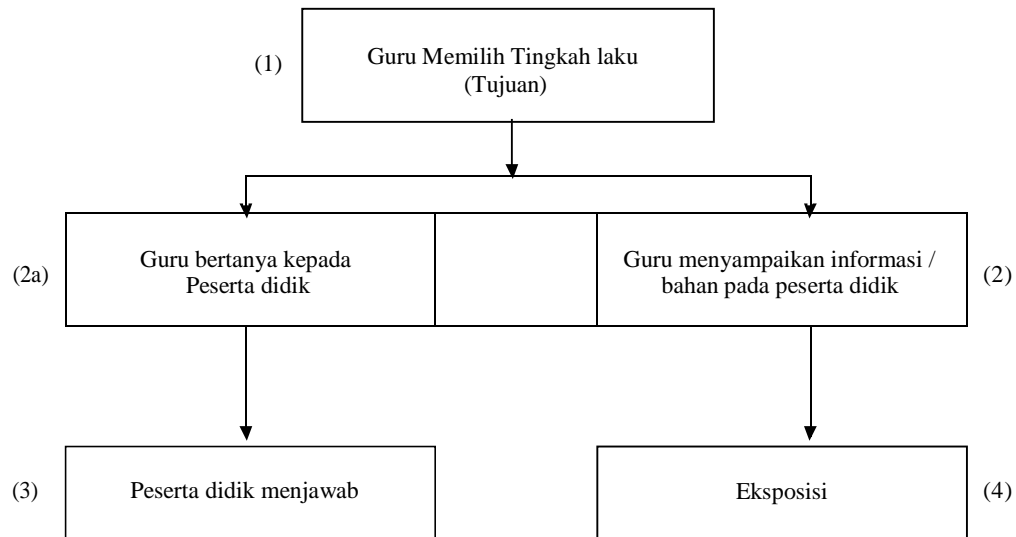 (1)
Guru Memilih Tingkah laku
(Tujuan)
(2a)
Guru bertanya kepada
Peserta didik
Guru menyampaikan informasi /
bahan pada peserta didik
(2)
(3)
Peserta didik menjawab
Eksposisi
(4)